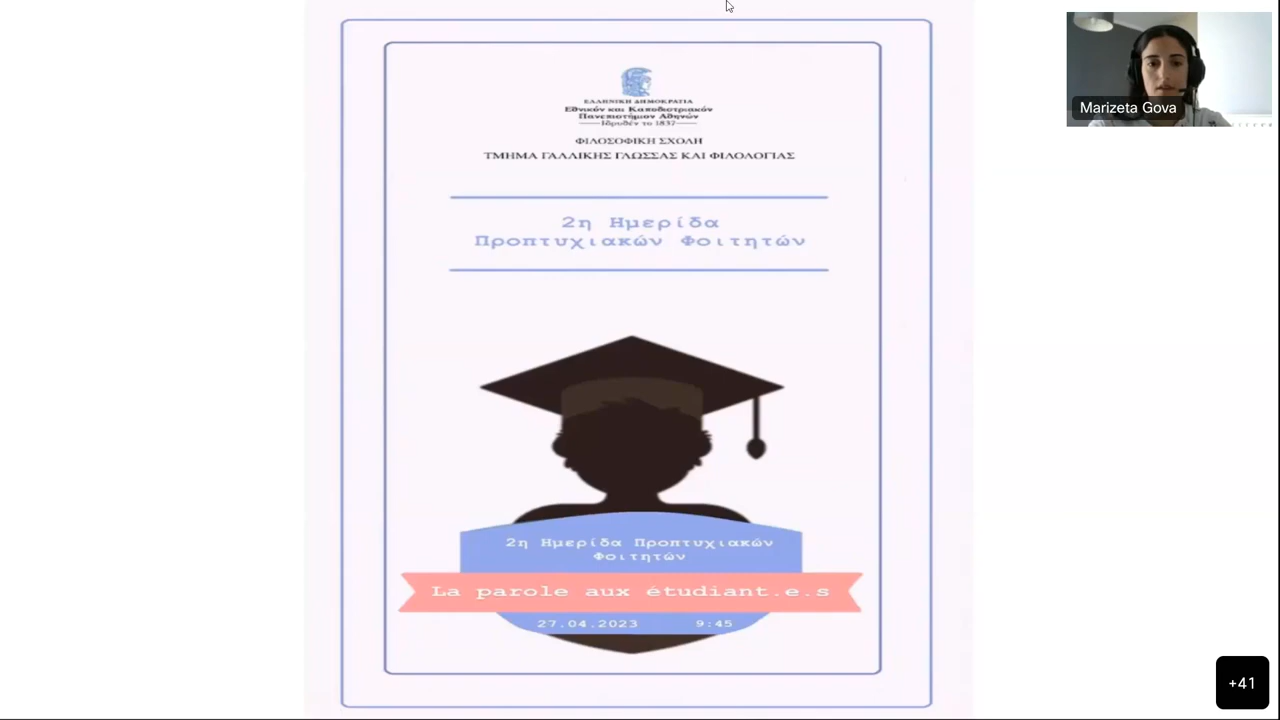 ΕΛΛΗΝΙΚΗ ΔΗΜΟΚΡΑΤΙΑ
Εθνικόν και Καποδιστριακόν
Πανεπιστήμιον Αθηνών
Ιδρυθέν το 1837
ΦΙΛΟΣΟΦΙΚΗ ΣΧΟΛΗ
ΤΜΗΜΑ ΓΑΛΛΙΚΗΣ ΓΛΩΣΣΑΣ ΚΑΙ ΦΙΛΟΛΟΓΙΑΣ
2η Ημερίδα
Προπτυχιακών Φοιτητών
2η Ημερίδα Προπτυχιακών
Φοιτητών
La parole aux étudiant.e.s
27.04.2023 9:45
Marizeta Gova
+41